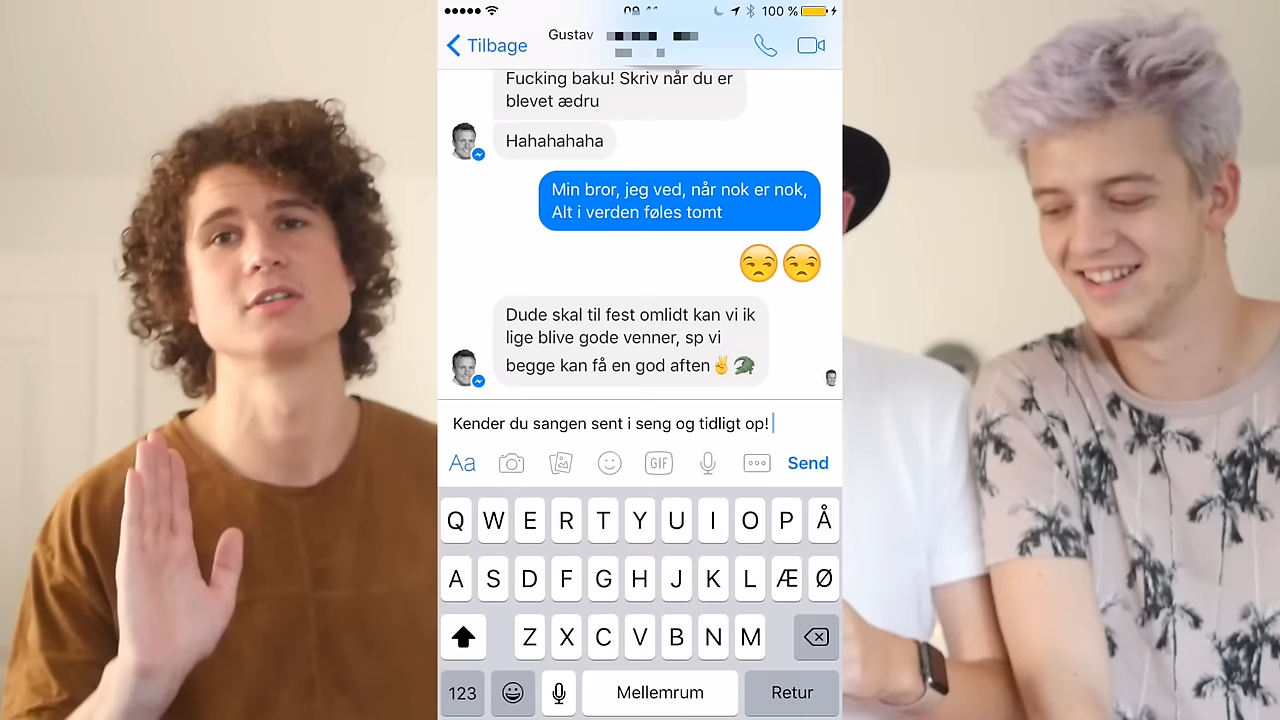 100 %
Tilbage
Gustav
Fucking baku! Skriv når du er
blevet ædru
Hahahahaha
Min bror, jeg ved, når nok er nok,
Alt i verden føles tomt
Dude skal til fest omlidt kan vi ik
lige blive gode venner, sp vi
begge kan få en god aften
Kender du sangen sent i seng og tidligt op!
Aa
GIF
Send
Q W E R T Y U I O P Å
A S D F G H J K L Æ Ø
Z X C V B N M
123
Mellemrum
Retur